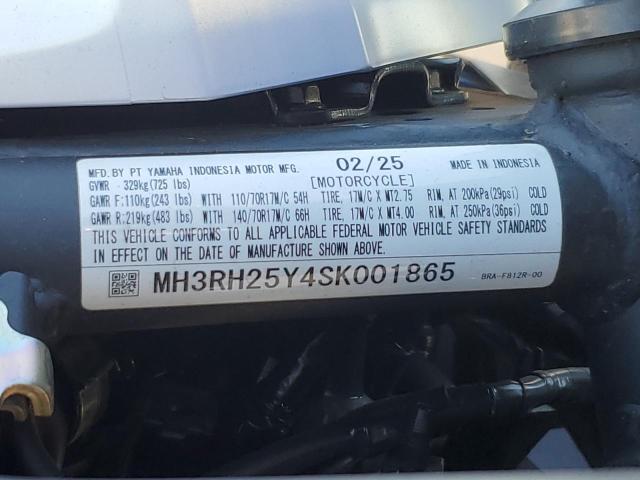 MFD. BY PT YAMAHA INDONESIA MOTOR MFG. 02/25 MADE IN INDONESIA
GVWR - 329kg(725 lbs) [MOTORCYCLE]
GAWR F:110kg(243 lbs) WITH 110/70R17M/C 54H TIRE, 17M/C X MT2.75 RIM, AT 200kPa(29psi) COLD
GAWR R:219kg(483 lbs) WITH 140/70R17M/C 66H TIRE, 17M/C X MT4.00 RIM, AT 250kPa(36psi) COLD
THIS VEHICLE CONFORMS TO ALL APPLICABLE FEDERAL MOTOR VEHICLE SAFETY STANDARDS
IN EFFECT ON THE DATE OF MANUFACTURE SHOWN ABOVE.
MH3RH25Y4SK001865 BRA-F812R-00